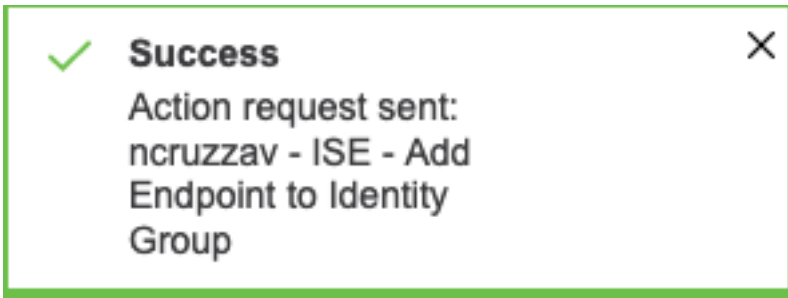 Success
Action request sent:
ncruzzav - ISE - Add
Endpoint to Identity
Group